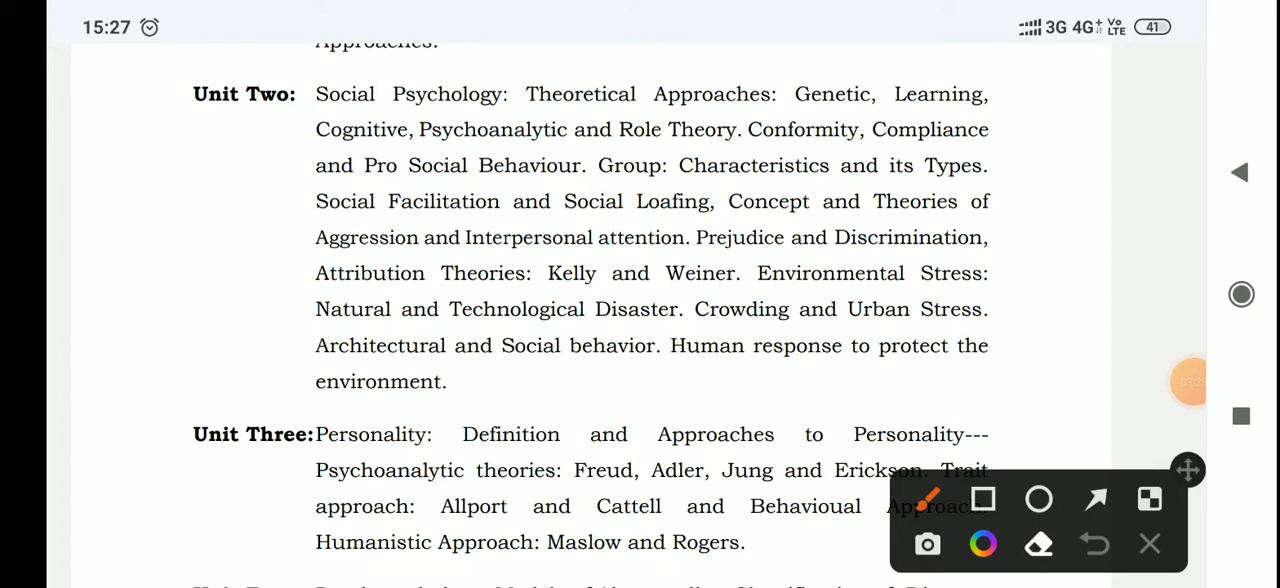 15:27 3G 4G+ Vo LTE 41
Approaches.
Unit Two: Social Psychology: Theoretical Approaches: Genetic, Learning,
Cognitive, Psychoanalytic and Role Theory. Conformity, Compliance
and Pro Social Behaviour. Group: Characteristics and its Types.
Social Facilitation and Social Loafing, Concept and Theories of
Aggression and Interpersonal attention. Prejudice and Discrimination,
Attribution Theories: Kelly and Weiner. Environmental Stress:
Natural and Technological Disaster. Crowding and Urban Stress.
Architectural and Social behavior. Human response to protect the
environment.
Unit Three: Personality: Definition and Approaches to Personality---
Psychoanalytic theories: Freud, Adler, Jung and Erickson. Trait
approach: Allport and Cattell and Behavioual Approach.
Humanistic Approach: Maslow and Rogers.